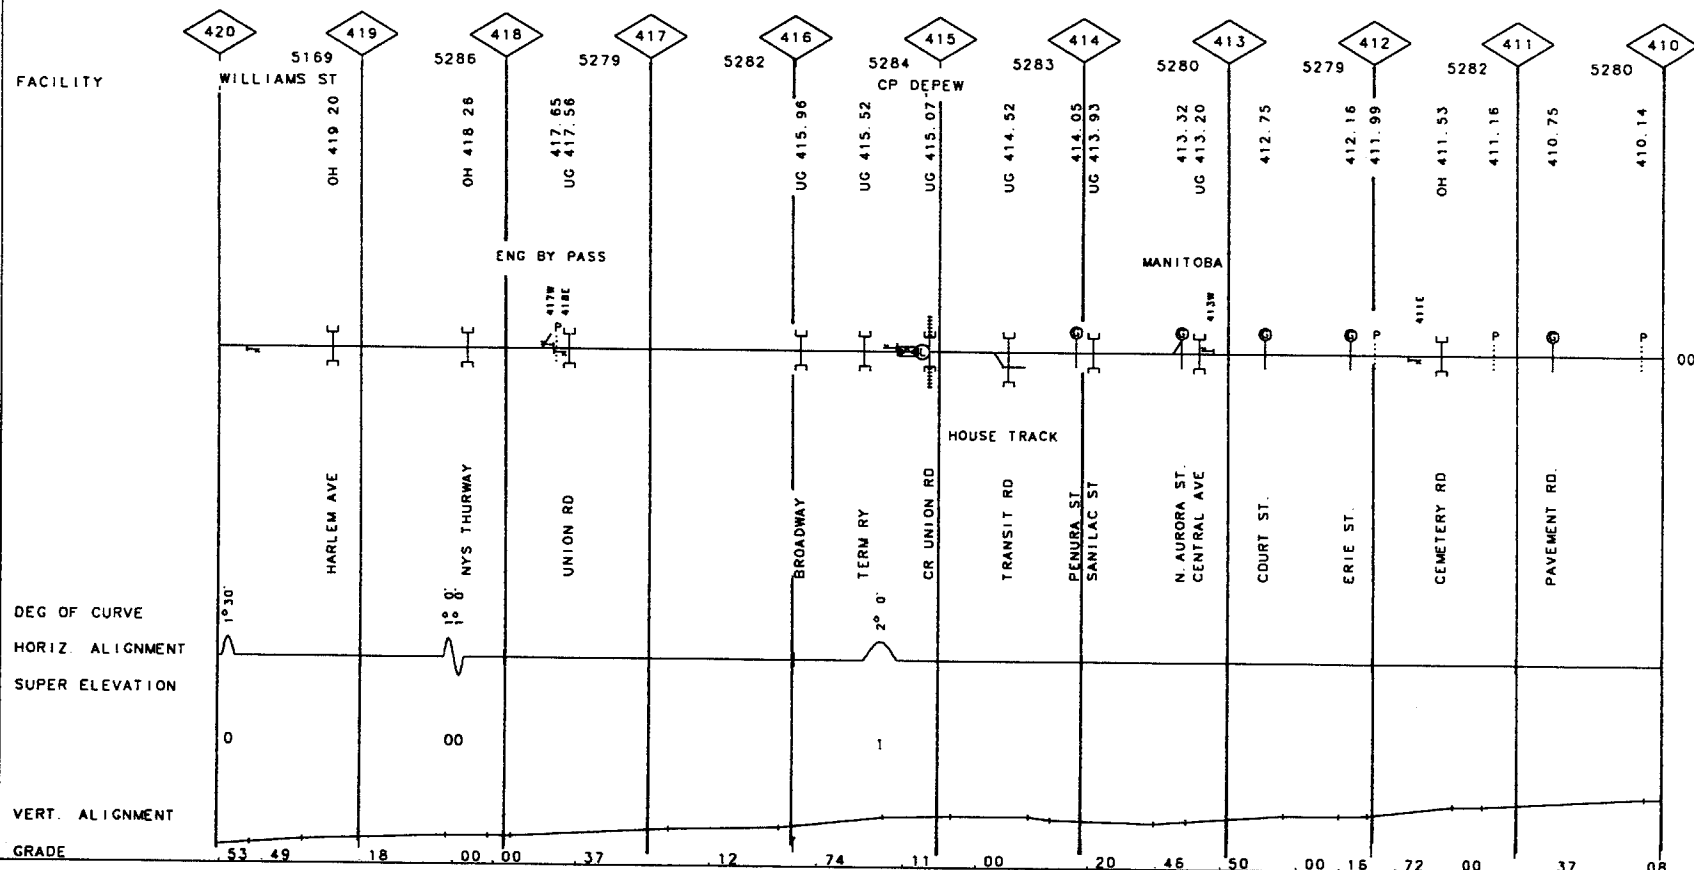 420 419 418 417 416 415 414 413 412 411 410
5169 5286 5279 5282 5284 5283 5280 5279 5282 5280
FACILITY WILLIAMS ST CP DEPEW
OH 419 20
OH 418 26
417.65
UG 417.56
UG 415.96
UG 415.52
UG 415.07
UG 414.52
414.05
UG 413.93
413.32
UG 413.20
412.75
412.16
411.99
OH 411.53
411.16
410.75
410.14
ENG BY PASS
MANITOBA
417W
418E
413W
411E
P
G G G G P P G P
00
HOUSE TRACK
HARLEM AVE
NYS THURWAY
UNION RD
BROADWAY
TERM RY
CR UNION RD
TRANSIT RD
PENURA ST
SANILAC ST
N. AURORA ST.
CENTRAL AVE
COURT ST.
ERIE ST.
CEMETERY RD
PAVEMENT RD.
DEG OF CURVE
1° 30'
1° 0'
1° 0'
2° 0'
HORIZ. ALIGNMENT
SUPER ELEVATION
0 00 1
VERT. ALIGNMENT
GRADE .53 .49 .18 .00 .00 .37 .12 .74 .11 .00 .20 .46 .50 .00 .16 .72 .00 .37 .08